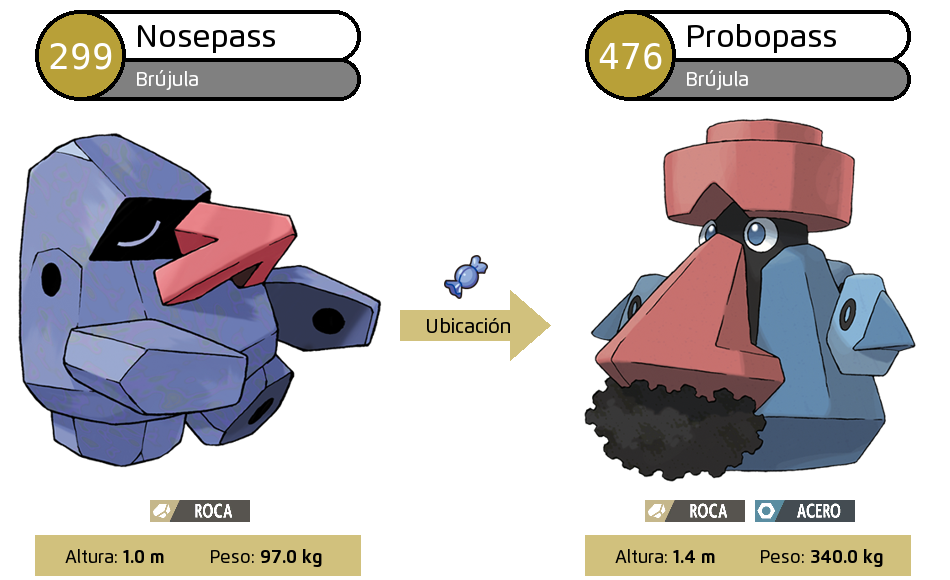 299 Nosepass
Brújula
476 Probopass
Brújula
Ubicación
ROCA
ROCA ACERO
Altura: 1.0 m Peso: 97.0 kg
Altura: 1.4 m Peso: 340.0 kg